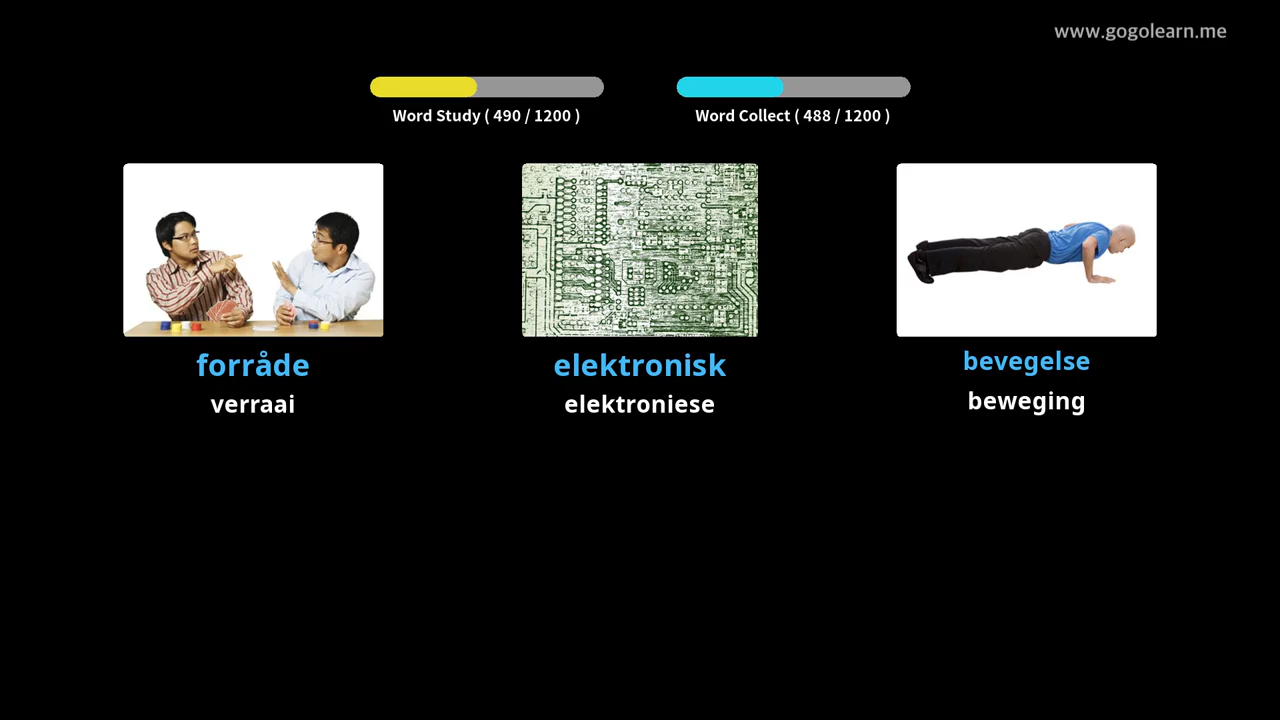 www.gogolearn.me
Word Study ( 490 / 1200 )
Word Collect ( 488 / 1200 )
forråde
elektronisk
bevegelse
verraai
elektroniese
beweging